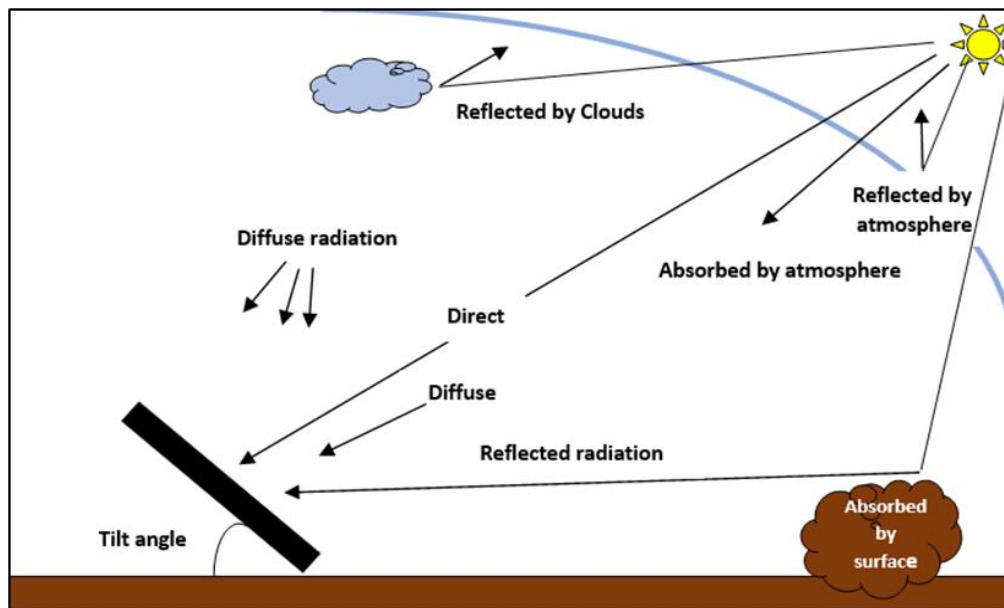 Reflected by Clouds
Reflected by
atmosphere
Diffuse radiation
Absorbed by atmosphere
Direct
Diffuse
Reflected radiation
Absorbed
by
surface
Tilt angle